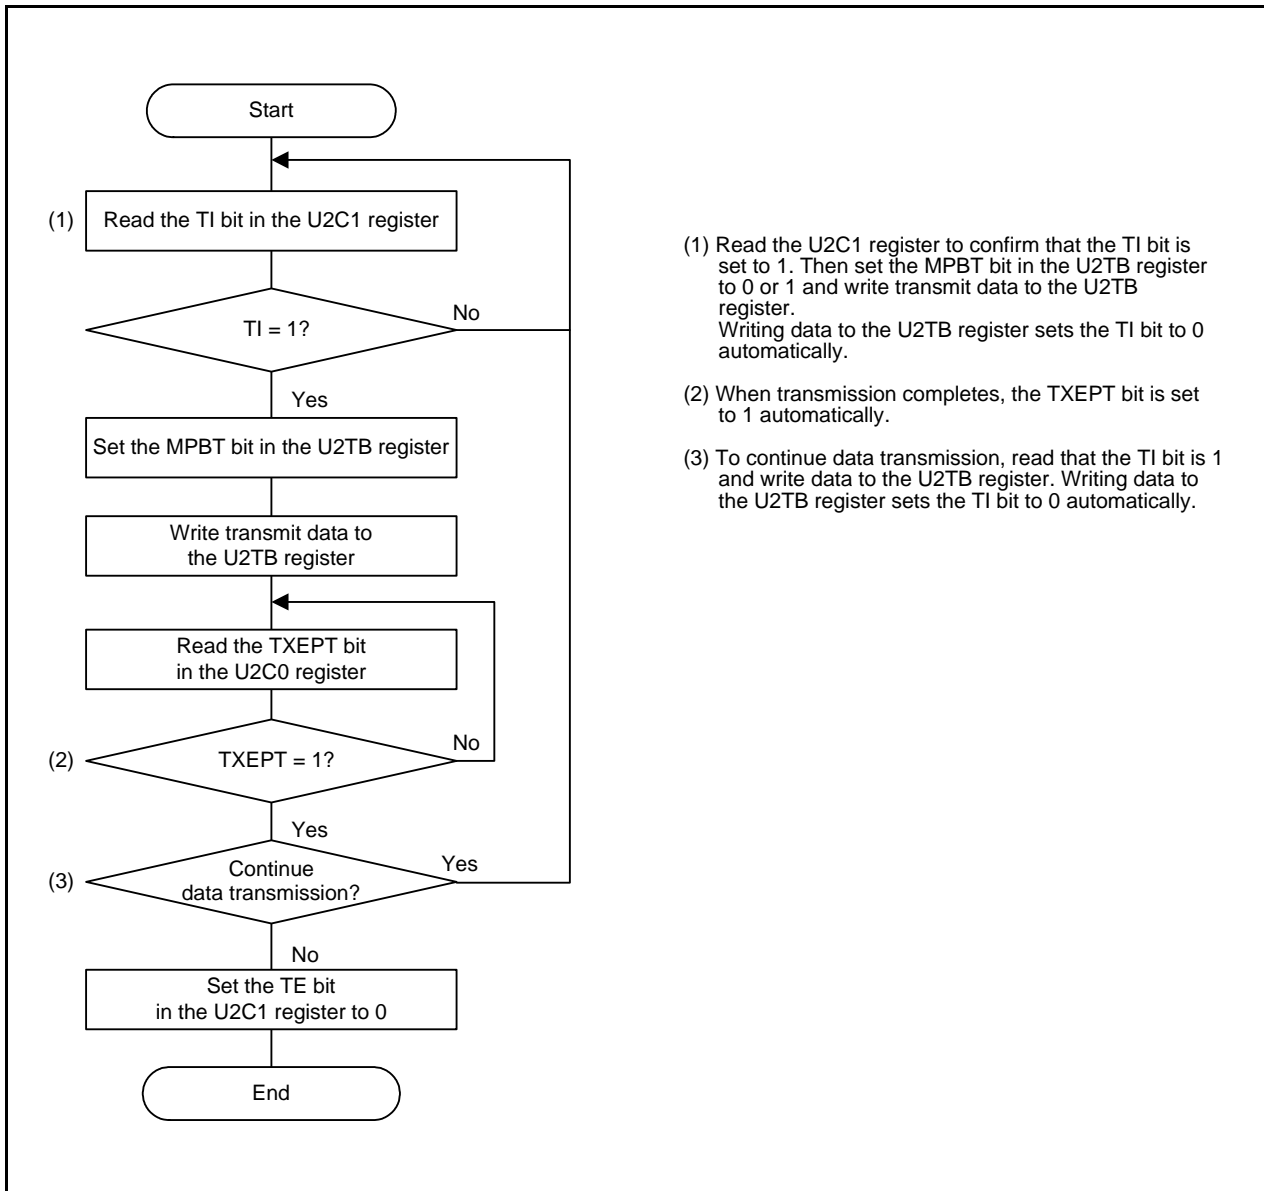 Start
(1)
Read the TI bit in the U2C1 register
TI = 1?
No
Yes
Set the MPBT bit in the U2TB register
Write transmit data to
the U2TB register
Read the TXEPT bit
in the U2C0 register
(2)
TXEPT = 1?
No
Yes
(3)
Continue
data transmission?
Yes
No
Set the TE bit
in the U2C1 register to 0
End
(1) Read the U2C1 register to confirm that the TI bit is
set to 1. Then set the MPBT bit in the U2TB register
to 0 or 1 and write transmit data to the U2TB
register.
Writing data to the U2TB register sets the TI bit to 0
automatically.
(2) When transmission completes, the TXEPT bit is set
to 1 automatically.
(3) To continue data transmission, read that the TI bit is 1
and write data to the U2TB register. Writing data to
the U2TB register sets the TI bit to 0 automatically.